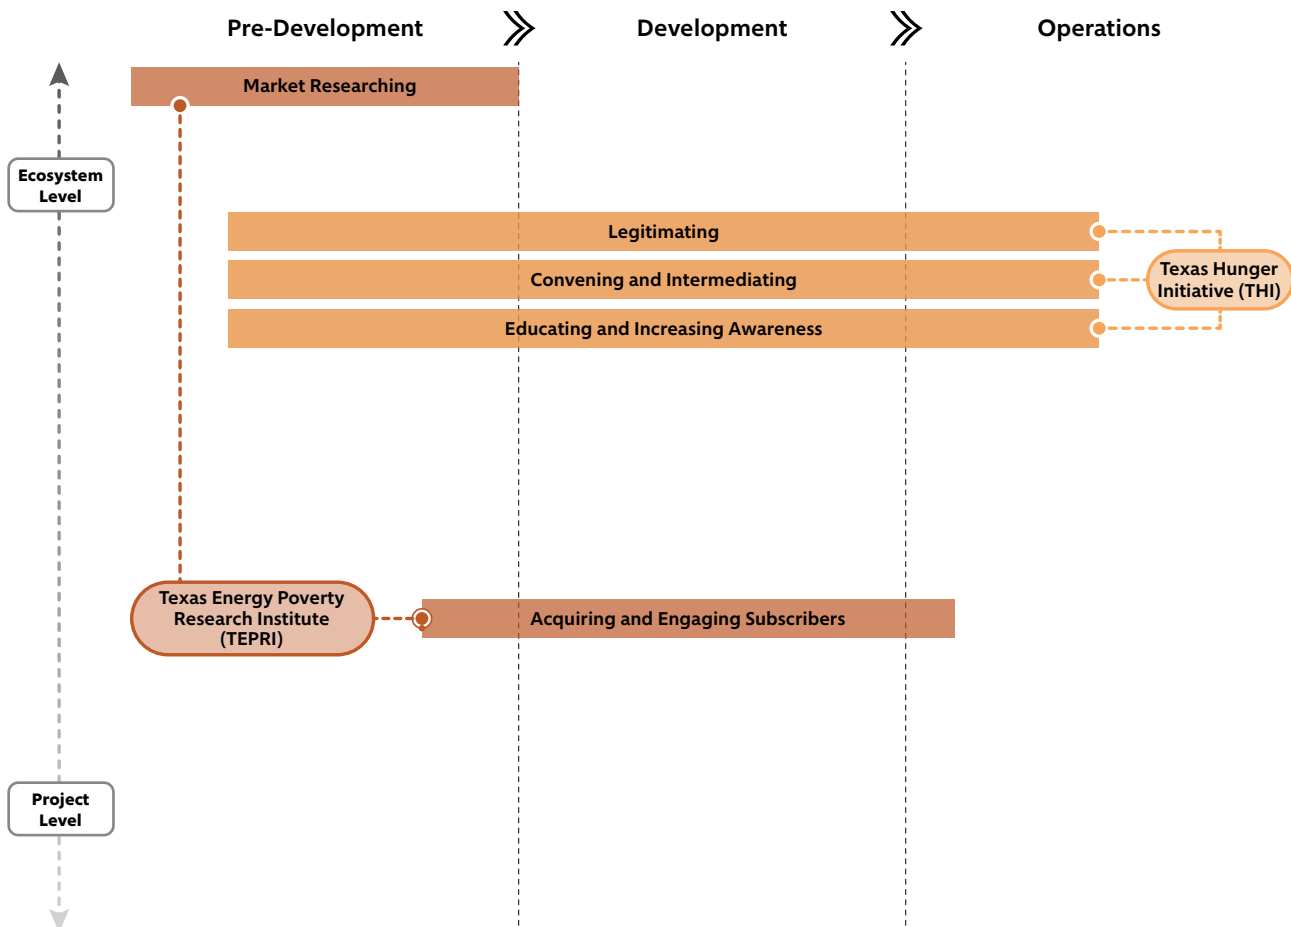 Pre-Development
Development
Operations
Market Researching
Ecosystem
Level
Legitimating
Convening and Intermediating
Educating and Increasing Awareness
Texas Hunger
Initiative (THI)
Texas Energy Poverty
Research Institute
(TEPRI)
Acquiring and Engaging Subscribers
Project
Level